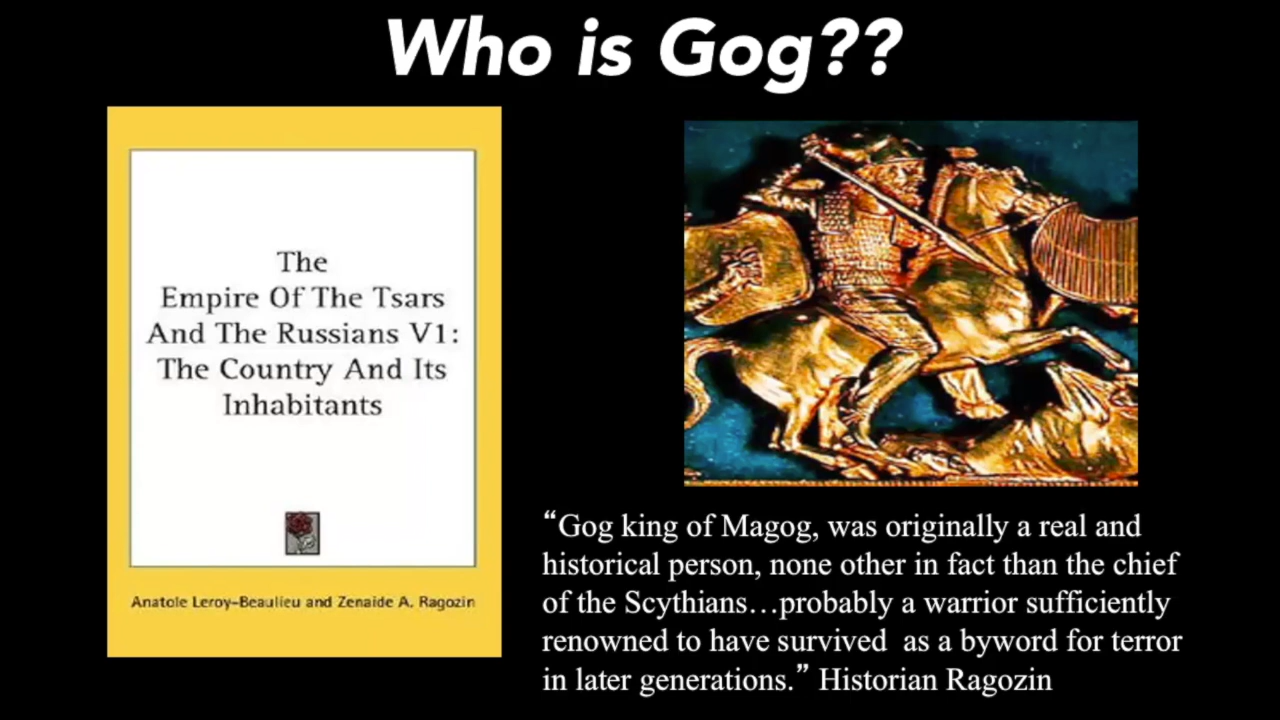 Who is Gog??
The
Empire Of The Tsars
And The Russians V1:
The Country And Its
Inhabitants
Anatole Leroy-Beaulieu and Zenaide A. Ragozin
“Gog king of Magog, was originally a real and
historical person, none other in fact than the chief
of the Scythians…probably a warrior sufficiently
renowned to have survived as a byword for terror
in later generations.” Historian Ragozin